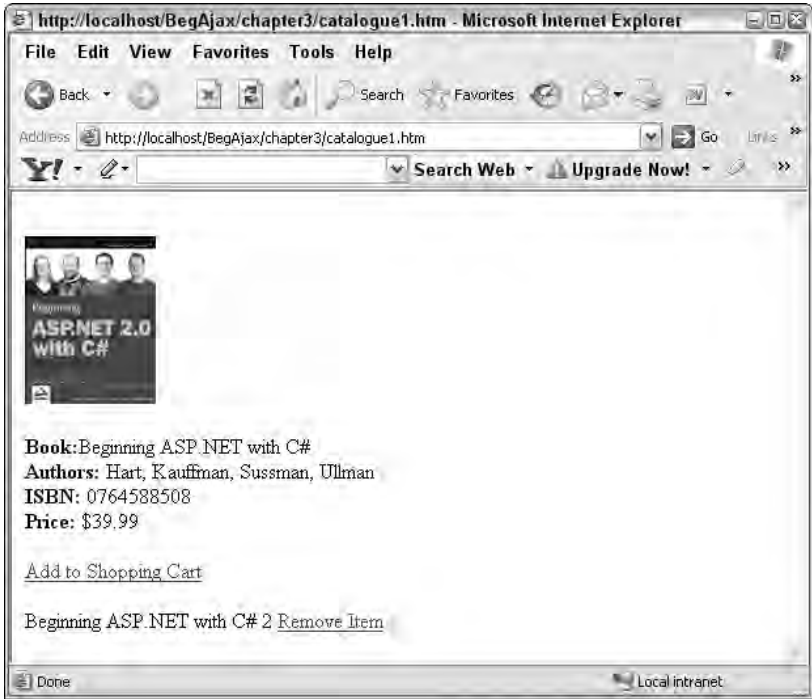 http://localhost/BegAjax/chapter3/catalogue1.htm - Microsoft Internet Explorer
File Edit View Favorites Tools Help
Back Search Favorites W »
Address http://localhost/BegAjax/chapter3/catalogue1.htm Go Links »
Y! Search Web Upgrade Now! »
Beginning
ASP.NET 2.0
with C#
Book:Beginning ASP.NET with C#
Authors: Hart, Kauffman, Sussman, Ullman
ISBN: 0764588508
Price: $39.99
Add to Shopping Cart
Beginning ASP.NET with C# 2 Remove Item
Done Local intranet